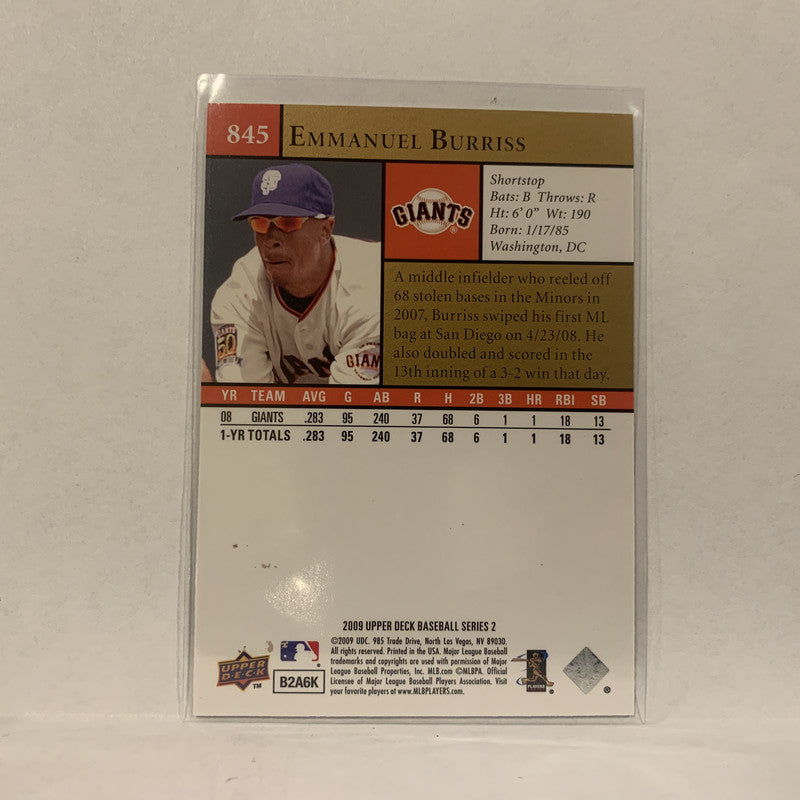 845 EMMANUEL BURRISS
SF
GIANTS
®
Shortstop
Bats: B Throws: R
Ht: 6' 0" Wt: 190
Born: 1/17/85
Washington, DC
A middle infielder who reeled off
68 stolen bases in the Minors in
2007, Burriss swiped his first ML
bag at San Diego on 4/23/08. He
also doubled and scored in the
13th inning of a 3-2 win that day.
GIANTS
50
GIAN
GIAN
YR TEAM AVG G AB R H 2B 3B HR RBI SB
08 GIANTS .283 95 240 37 68 6 1 1 18 13
1-YR TOTALS .283 95 240 37 68 6 1 1 18 13
2009 UPPER DECK BASEBALL SERIES 2
©2009 UDC. 985 Trade Drive, North Las Vegas, NV 89030.
All rights reserved. Printed in the USA. Major League Baseball
trademarks and copyrights are used with permission of Major
League Baseball Properties, Inc. MLB.com ©MLBPA. Official
Licensee of Major League Baseball Players Association. Visit
your favorite players at www.MLBPLAYERS.com.
UPPER DECK TM
B2A6K
PLAYERS
®